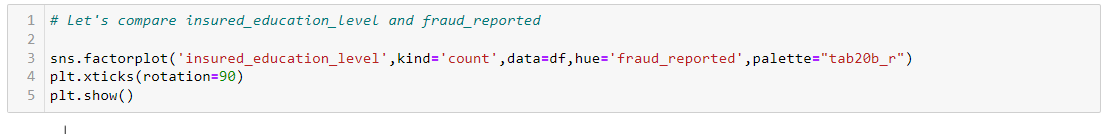 1 # Let's compare insured_education_level and fraud_reported
2
3 sns.factorplot('insured_education_level',kind='count',data=df,hue='fraud_reported',palette="tab20b_r")
4 plt.xticks(rotation=90)
5 plt.show()